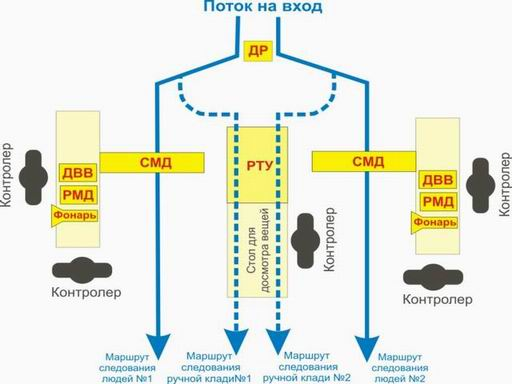 Поток на вход
ДР
СМД
РТУ
СМД
ДВВ
РМД
Фонарь
ДВВ
РМД
Фонарь
Контролер
Контролер
Стол для
досмотра вещей
Контролер
Контролер
Контролер
Маршрут
следования
людей №1
Маршрут
следования
ручной клади№1
Маршрут
следования
ручной клади №2
Маршрут
следования
людей №2